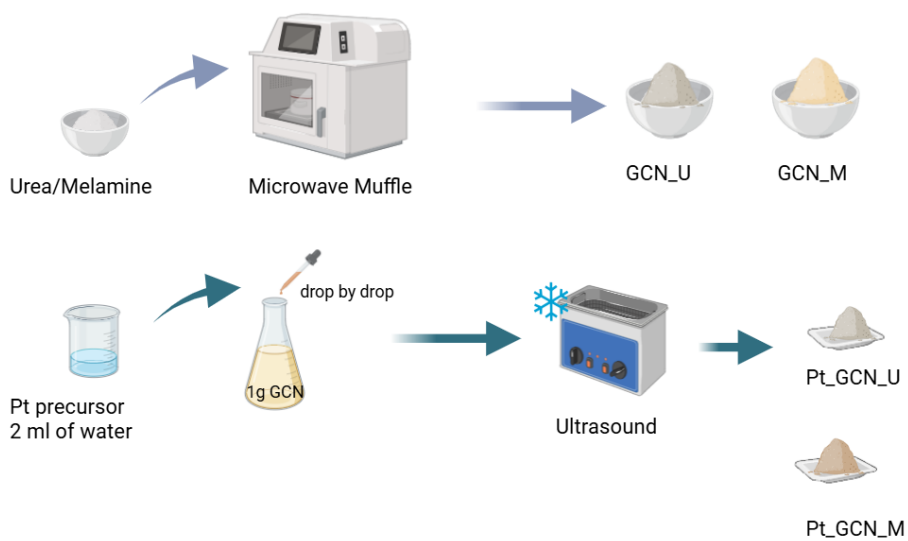 Urea/Melamine
Microwave Muffle
GCN_U
GCN_M
drop by drop
1g GCN
Pt precursor
2 ml of water
Ultrasound
Pt_GCN_U
Pt_GCN_M